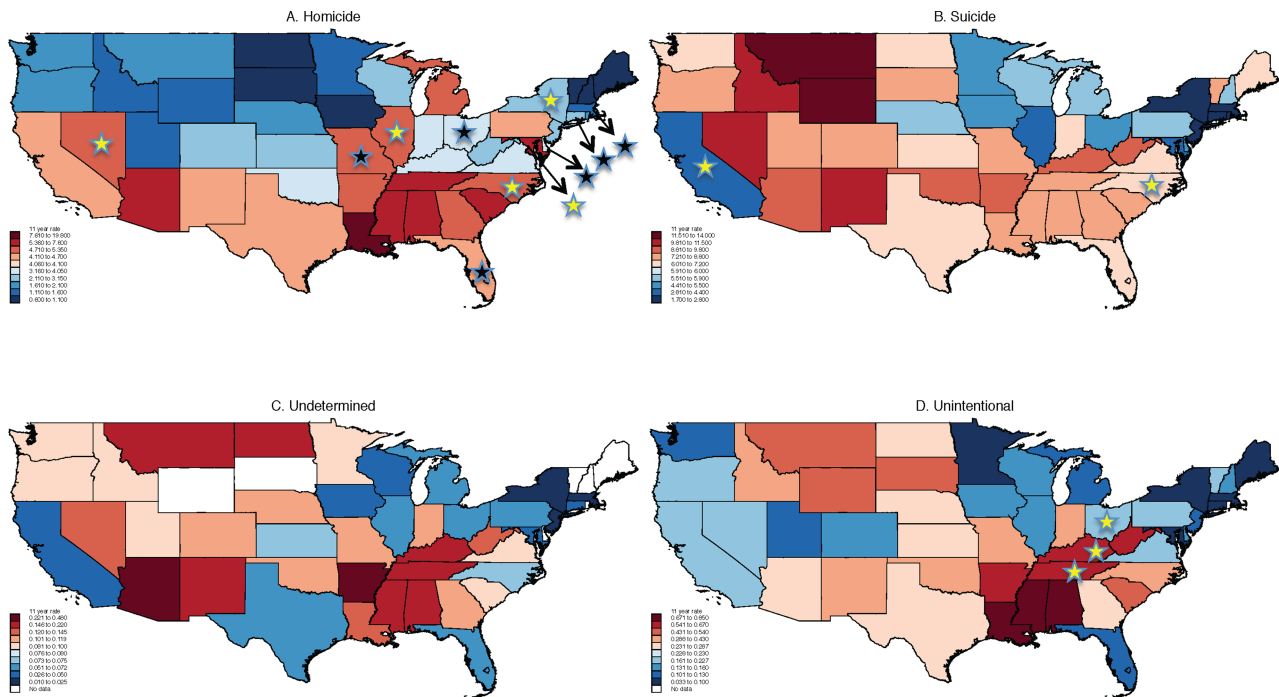 A. Homicide
11 year rate
7.610 to 19.600
5.360 to 7.600
4.710 to 5.350
4.110 to 4.700
4.060 to 4.100
3.160 to 4.050
2.110 to 3.150
1.610 to 2.100
1.110 to 1.600
0.600 to 1.100
B. Suicide
11 year rate
11.510 to 14.000
9.810 to 11.500
8.810 to 9.800
7.210 to 8.800
6.010 to 7.200
5.910 to 6.000
5.510 to 5.900
4.410 to 5.500
2.810 to 4.400
1.700 to 2.800
C. Undetermined
11 year rate
0.221 to 0.460
0.146 to 0.220
0.120 to 0.145
0.101 to 0.119
0.081 to 0.100
0.076 to 0.080
0.073 to 0.075
0.051 to 0.072
0.026 to 0.050
0.010 to 0.025
No data
D. Unintentional
11 year rate
0.671 to 0.850
0.541 to 0.670
0.431 to 0.540
0.288 to 0.430
0.231 to 0.287
0.228 to 0.230
0.161 to 0.227
0.131 to 0.160
0.101 to 0.130
0.033 to 0.100
No data